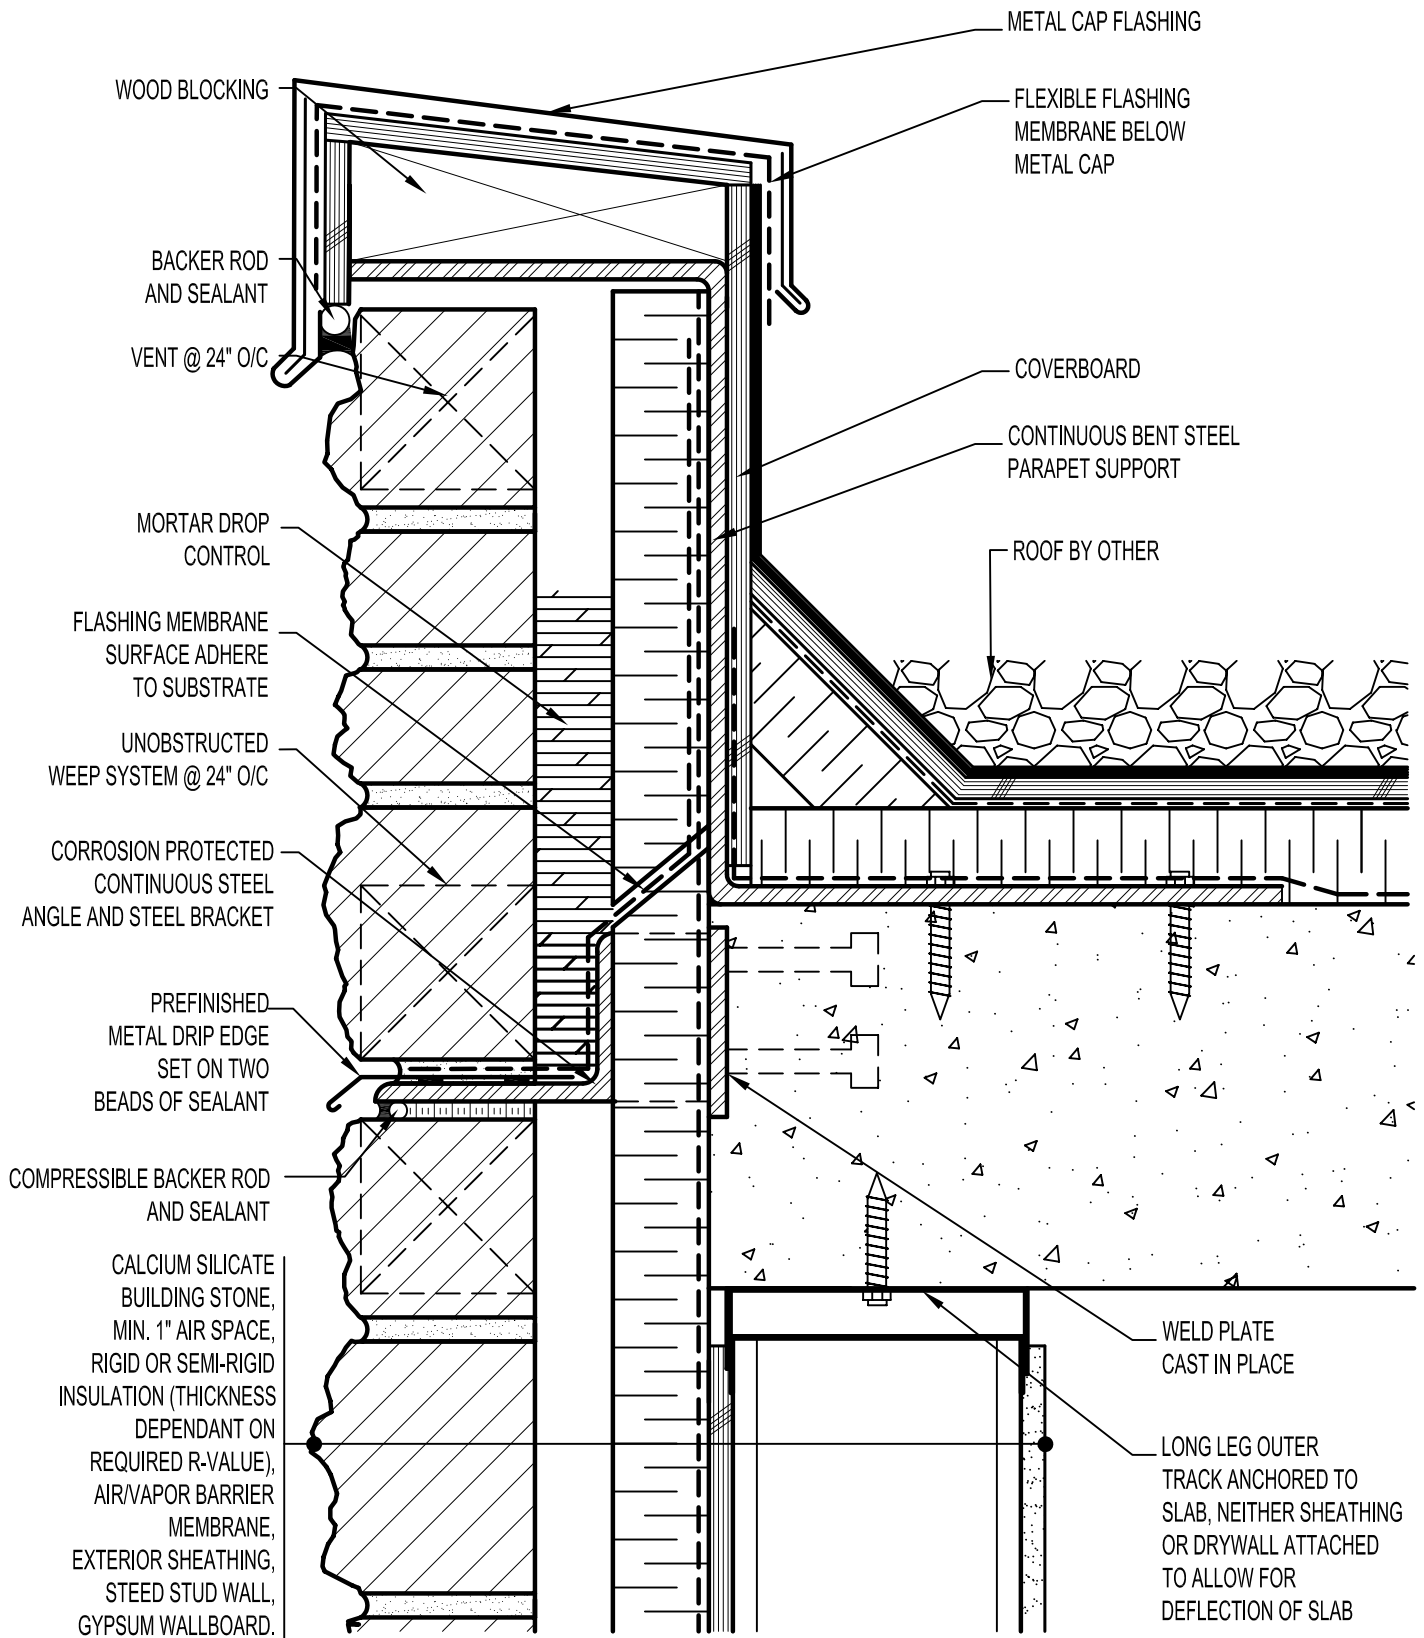 METAL CAP FLASHING
WOOD BLOCKING
FLEXIBLE FLASHING
MEMBRANE BELOW
METAL CAP
BACKER ROD
AND SEALANT
VENT @ 24" O/C
COVERBOARD
CONTINUOUS BENT STEEL
PARAPET SUPPORT
MORTAR DROP
CONTROL
ROOF BY OTHER
FLASHING MEMBRANE
SURFACE ADHERE
TO SUBSTRATE
UNOBSTRUCTED
WEEP SYSTEM @ 24" O/C
CORROSION PROTECTED
CONTINUOUS STEEL
ANGLE AND STEEL BRACKET
PREFINISHED
METAL DRIP EDGE
SET ON TWO
BEADS OF SEALANT
COMPRESSIBLE BACKER ROD
AND SEALANT
CALCIUM SILICATE
BUILDING STONE,
MIN. 1" AIR SPACE,
RIGID OR SEMI-RIGID
INSULATION (THICKNESS
DEPENDANT ON
REQUIRED R-VALUE),
AIR/VAPOR BARRIER
MEMBRANE,
EXTERIOR SHEATHING,
STEED STUD WALL,
GYPSUM WALLBOARD.
WELD PLATE
CAST IN PLACE
LONG LEG OUTER
TRACK ANCHORED TO
SLAB, NEITHER SHEATHING
OR DRYWALL ATTACHED
TO ALLOW FOR
DEFLECTION OF SLAB